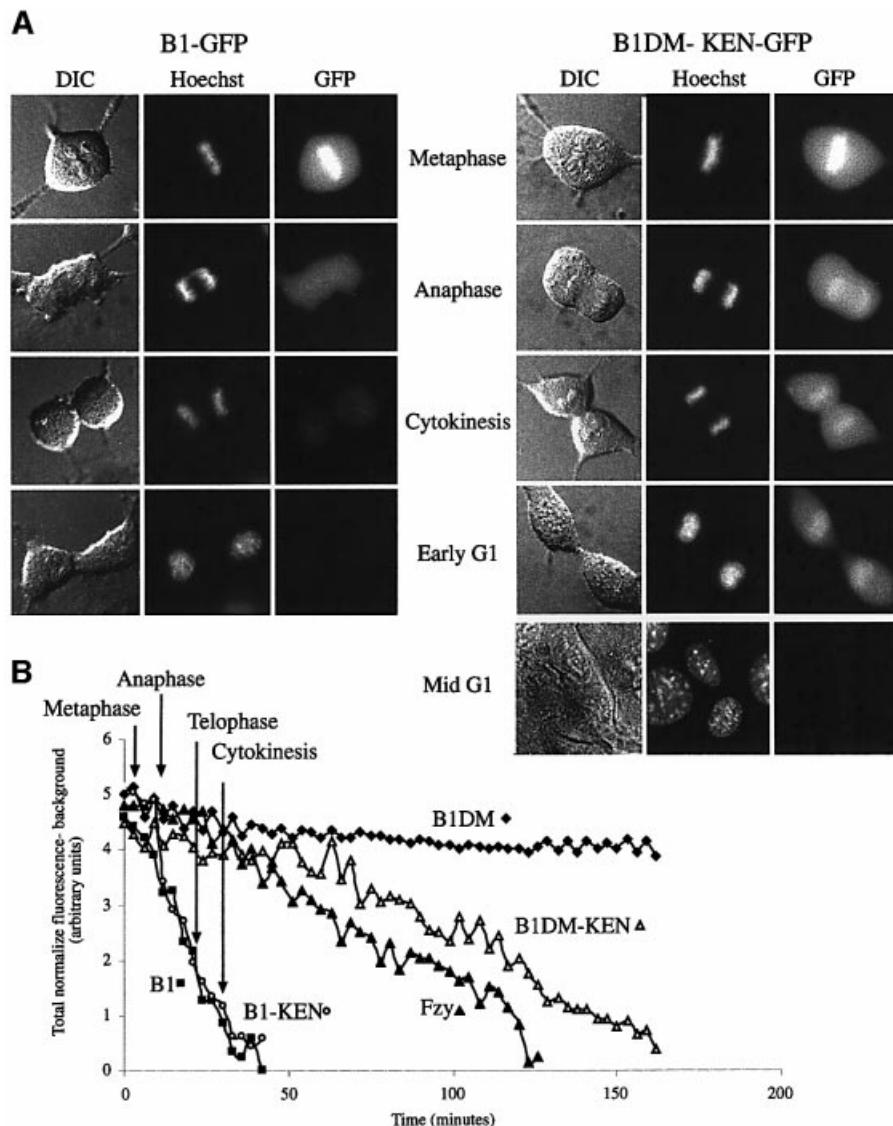 A
B1-GFP
B1DM- KEN-GFP
DIC Hoechst GFP
DIC Hoechst GFP
Metaphase
Anaphase
Cytokinesis
Early G1
Mid G1
B
Metaphase
Anaphase
Telophase
Cytokinesis
Total normalize fluorescence- background
(arbitrary units)
6
5
4
3
2
1
0
B1DM
B1DM-KEN
B1
B1-KEN
Fzy
0 50 100 150 200
Time (minutes)